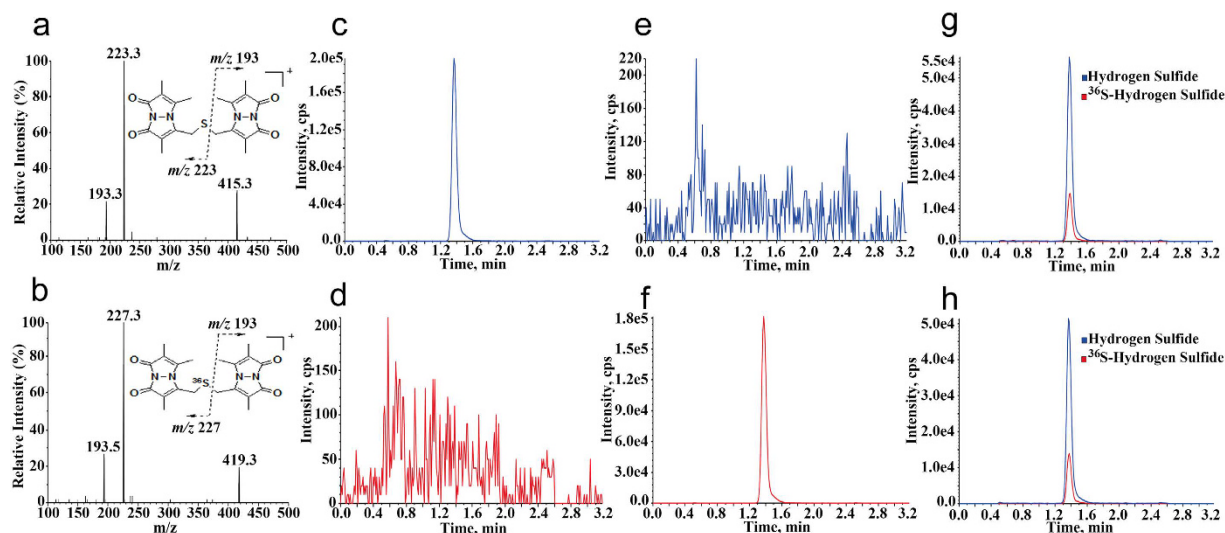 a
Relative Intensity (%)
100
80
60
40
20
0
223.3
193.3
415.3
m/z 193
m/z 223
+
O
N
N
O
S
O
N
N
O
100 150 200 250 300 350 400 450 500
m/z
c
Intensity, cps
2.0e5
1.6e5
1.2e5
8.0e4
4.0e4
0.0
0.0 0.4 0.8 1.2 1.6 2.0 2.4 2.8 3.2
Time, min
e
Intensity, cps
220
200
160
120
80
40
0
0.0 0.4 0.8 1.2 1.6 2.0 2.4 2.8 3.2
Time, min
g
Intensity, cps
5.5e4
5.0e4
4.0e4
3.0e4
2.0e4
1.0e4
0.0
Hydrogen Sulfide
36S-Hydrogen Sulfide
0.0 0.4 0.8 1.2 1.6 2.0 2.4 2.8 3.2
Time, min
b
Relative Intensity (%)
100
80
60
40
20
0
227.3
193.5
419.3
m/z 193
m/z 227
+
O
N
N
O
36S
O
N
N
O
100 150 200 250 300 350 400 450 500
m/z
d
Intensity, cps
200
150
100
50
0
0.0 0.4 0.8 1.2 1.6 2.0 2.4 2.8 3.2
Time, min
f
Intensity, cps
1.8e5
1.5e5
1.2e5
9.0e4
6.0e4
3.0e4
0.0
0.0 0.4 0.8 1.2 1.6 2.0 2.4 2.8 3.2
Time, min
h
Intensity, cps
5.0e4
4.0e4
3.0e4
2.0e4
1.0e4
0.0
Hydrogen Sulfide
36S-Hydrogen Sulfide
0.0 0.4 0.8 1.2 1.6 2.0 2.4 2.8 3.2
Time, min